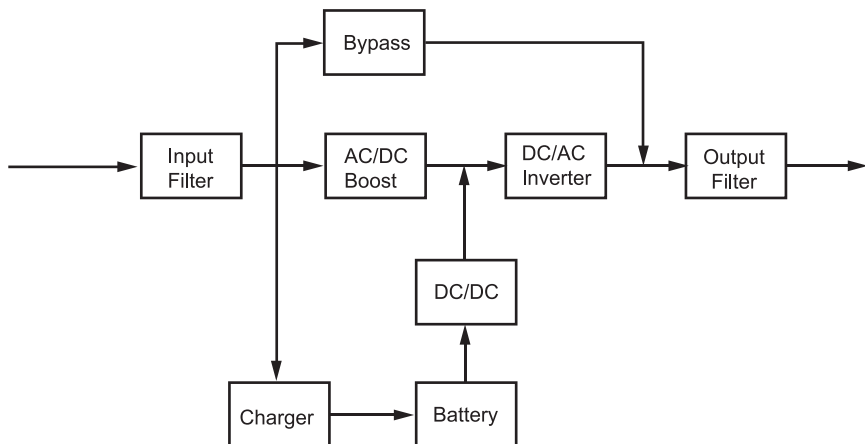 Bypass
Input
Filter
AC/DC
Boost
DC/AC
Inverter
Output
Filter
DC/DC
Charger
Battery